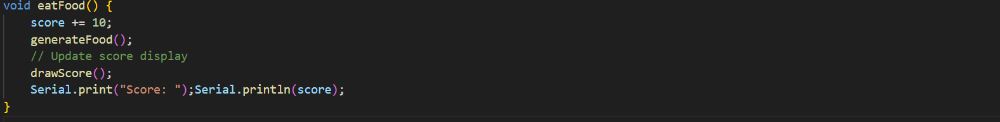 void eatFood() {
    score += 10;
    generateFood();
    // Update score display
    drawScore();
    Serial.print("Score: ");Serial.println(score);
}